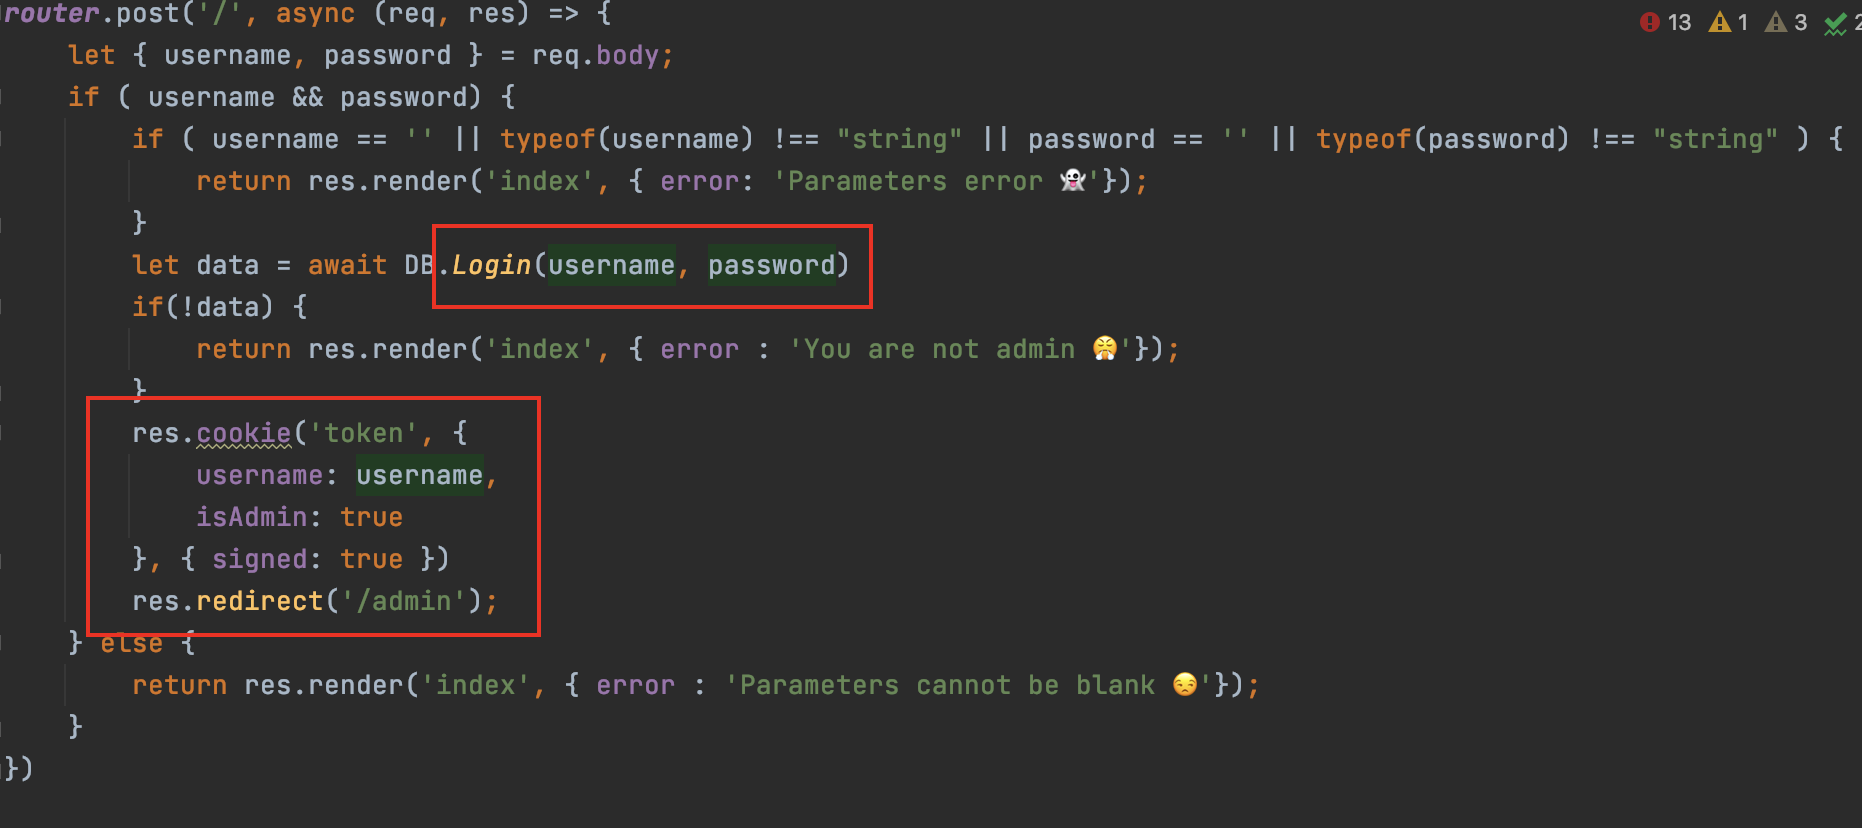 router.post('/', async (req, res) => {
13 1 3 2
let { username, password } = req.body;
if ( username && password) {
if ( username == '' || typeof(username) !== "string" || password == '' || typeof(password) !== "string" ) {
return res.render('index', { error: 'Parameters error 👻'});
}
let data = await DB.Login(username, password)
if(!data) {
return res.render('index', { error : 'You are not admin 😤'});
}
res.cookie('token', {
username: username,
isAdmin: true
}, { signed: true })
res.redirect('/admin');
} else {
return res.render('index', { error : 'Parameters cannot be blank 😒'});
}
})